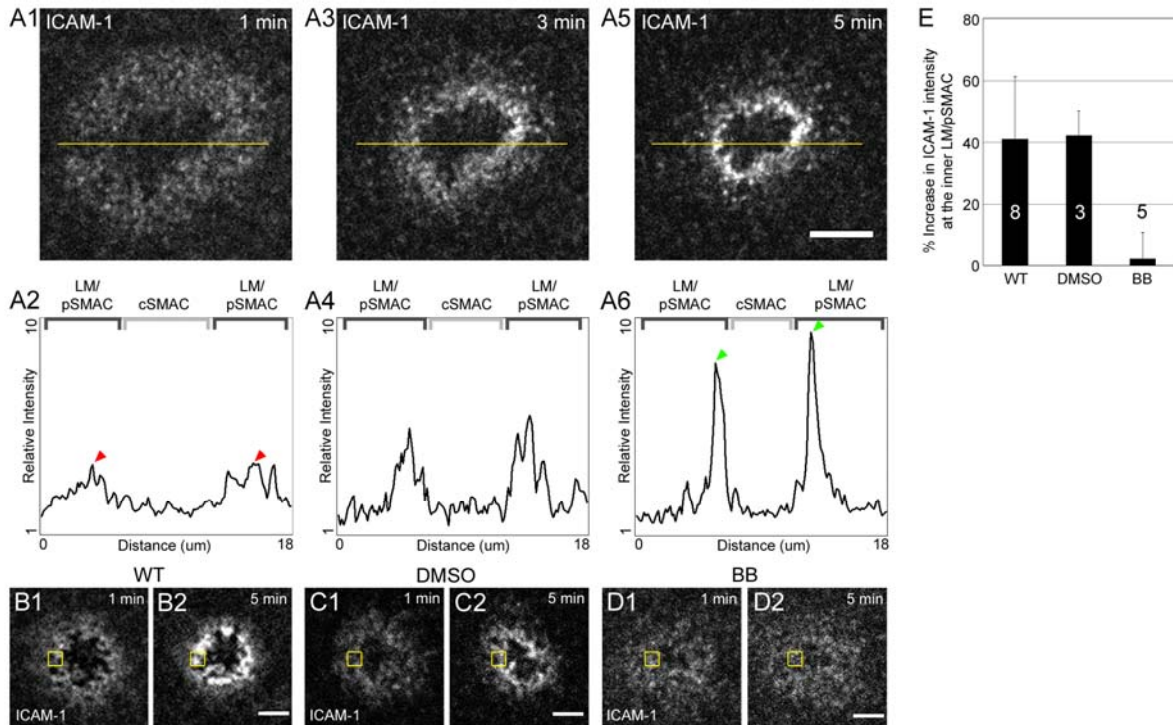 A1 ICAM-1 1 min
A3 ICAM-1 3 min
A5 ICAM-1 5 min
E
% Increase in ICAM-1 intensity
at the inner LM/pSMAC
80
60
40
20
0
8
3
5
WT DMSO BB
A2
LM/
pSMAC
cSMAC
LM/
pSMAC
Relative Intensity
10
1
0 Distance (um) 18
A4
LM/
pSMAC
cSMAC
LM/
pSMAC
Relative Intensity
10
1
0 Distance (um) 18
A6
LM/
pSMAC
cSMAC
LM/
pSMAC
Relative Intensity
10
1
0 Distance (um) 18
WT
B1 1 min
ICAM-1
B2 5 min
DMSO
C1 1 min
ICAM-1
C2 5 min
BB
D1 1 min
ICAM-1
D2 5 min